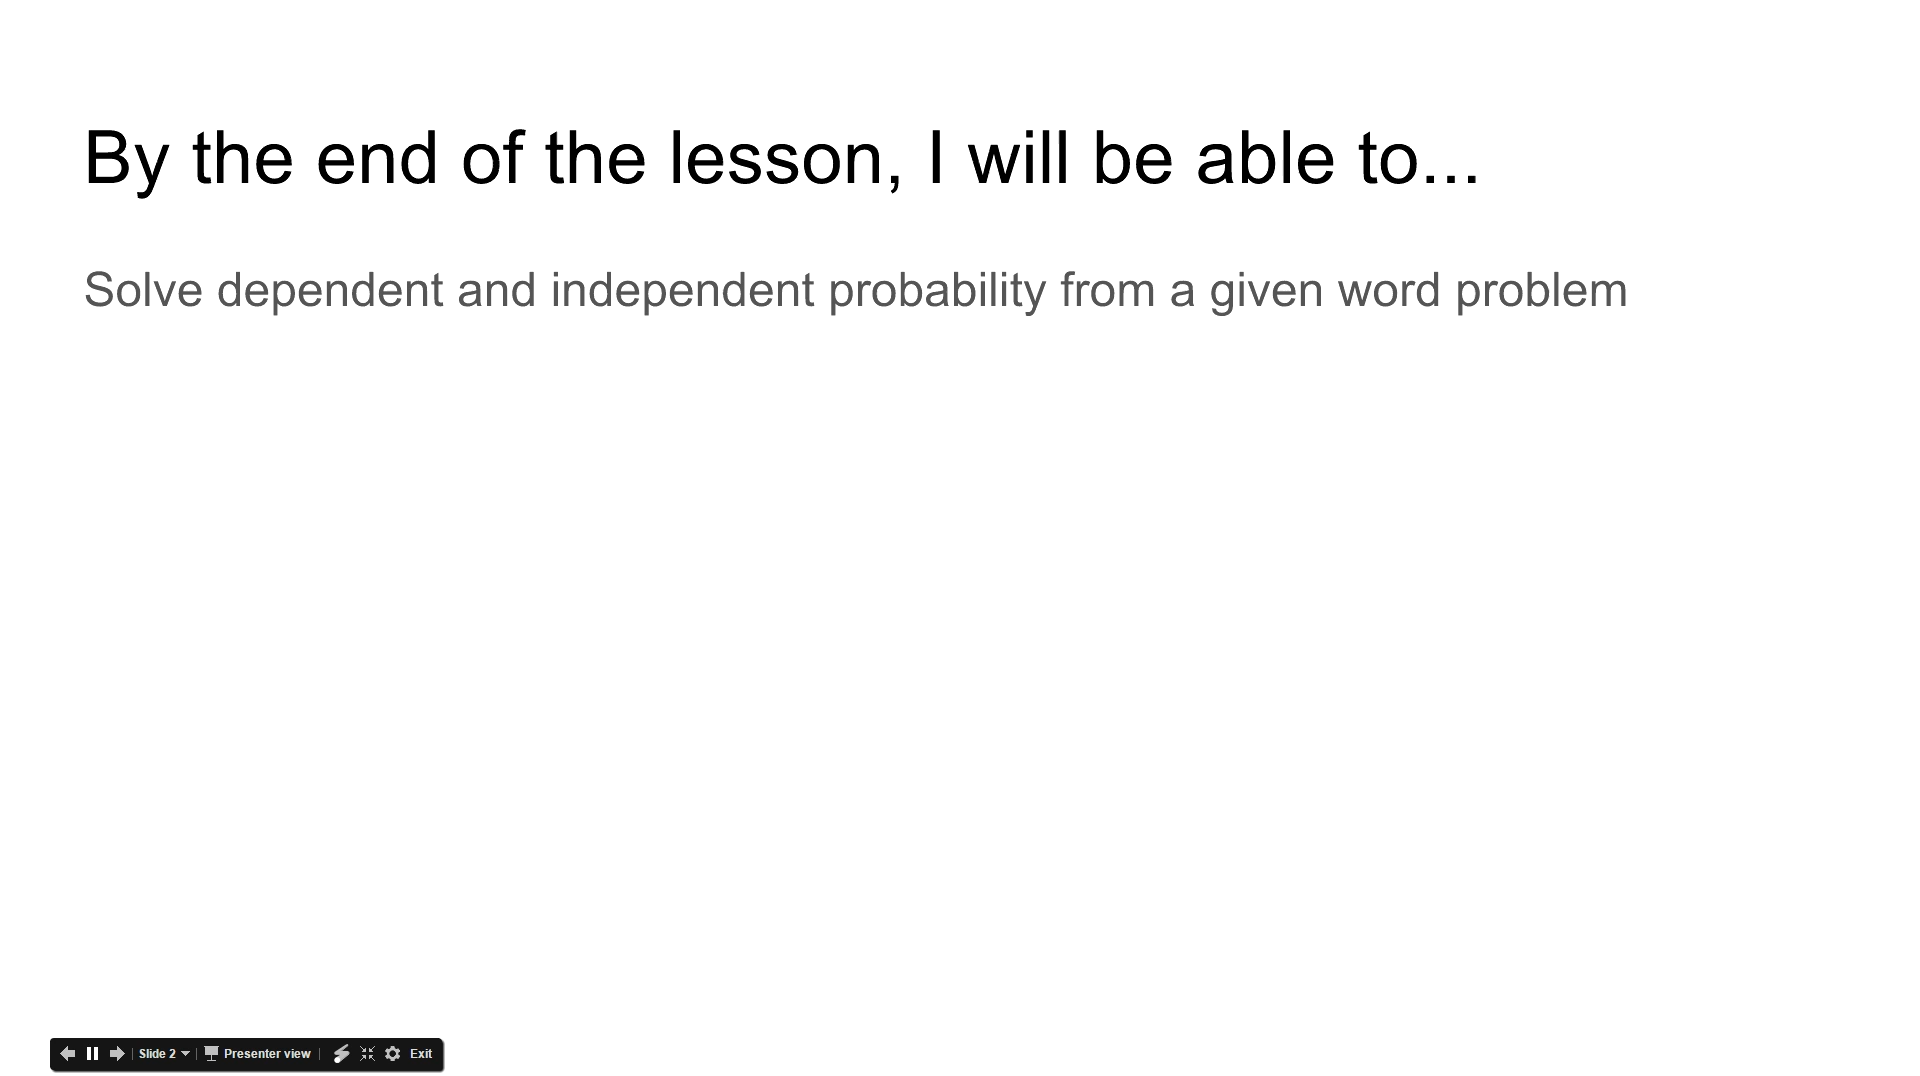 By the end of the lesson, I will be able to...
Solve dependent and independent probability from a given word problem
Slide 2 Presenter view Exit